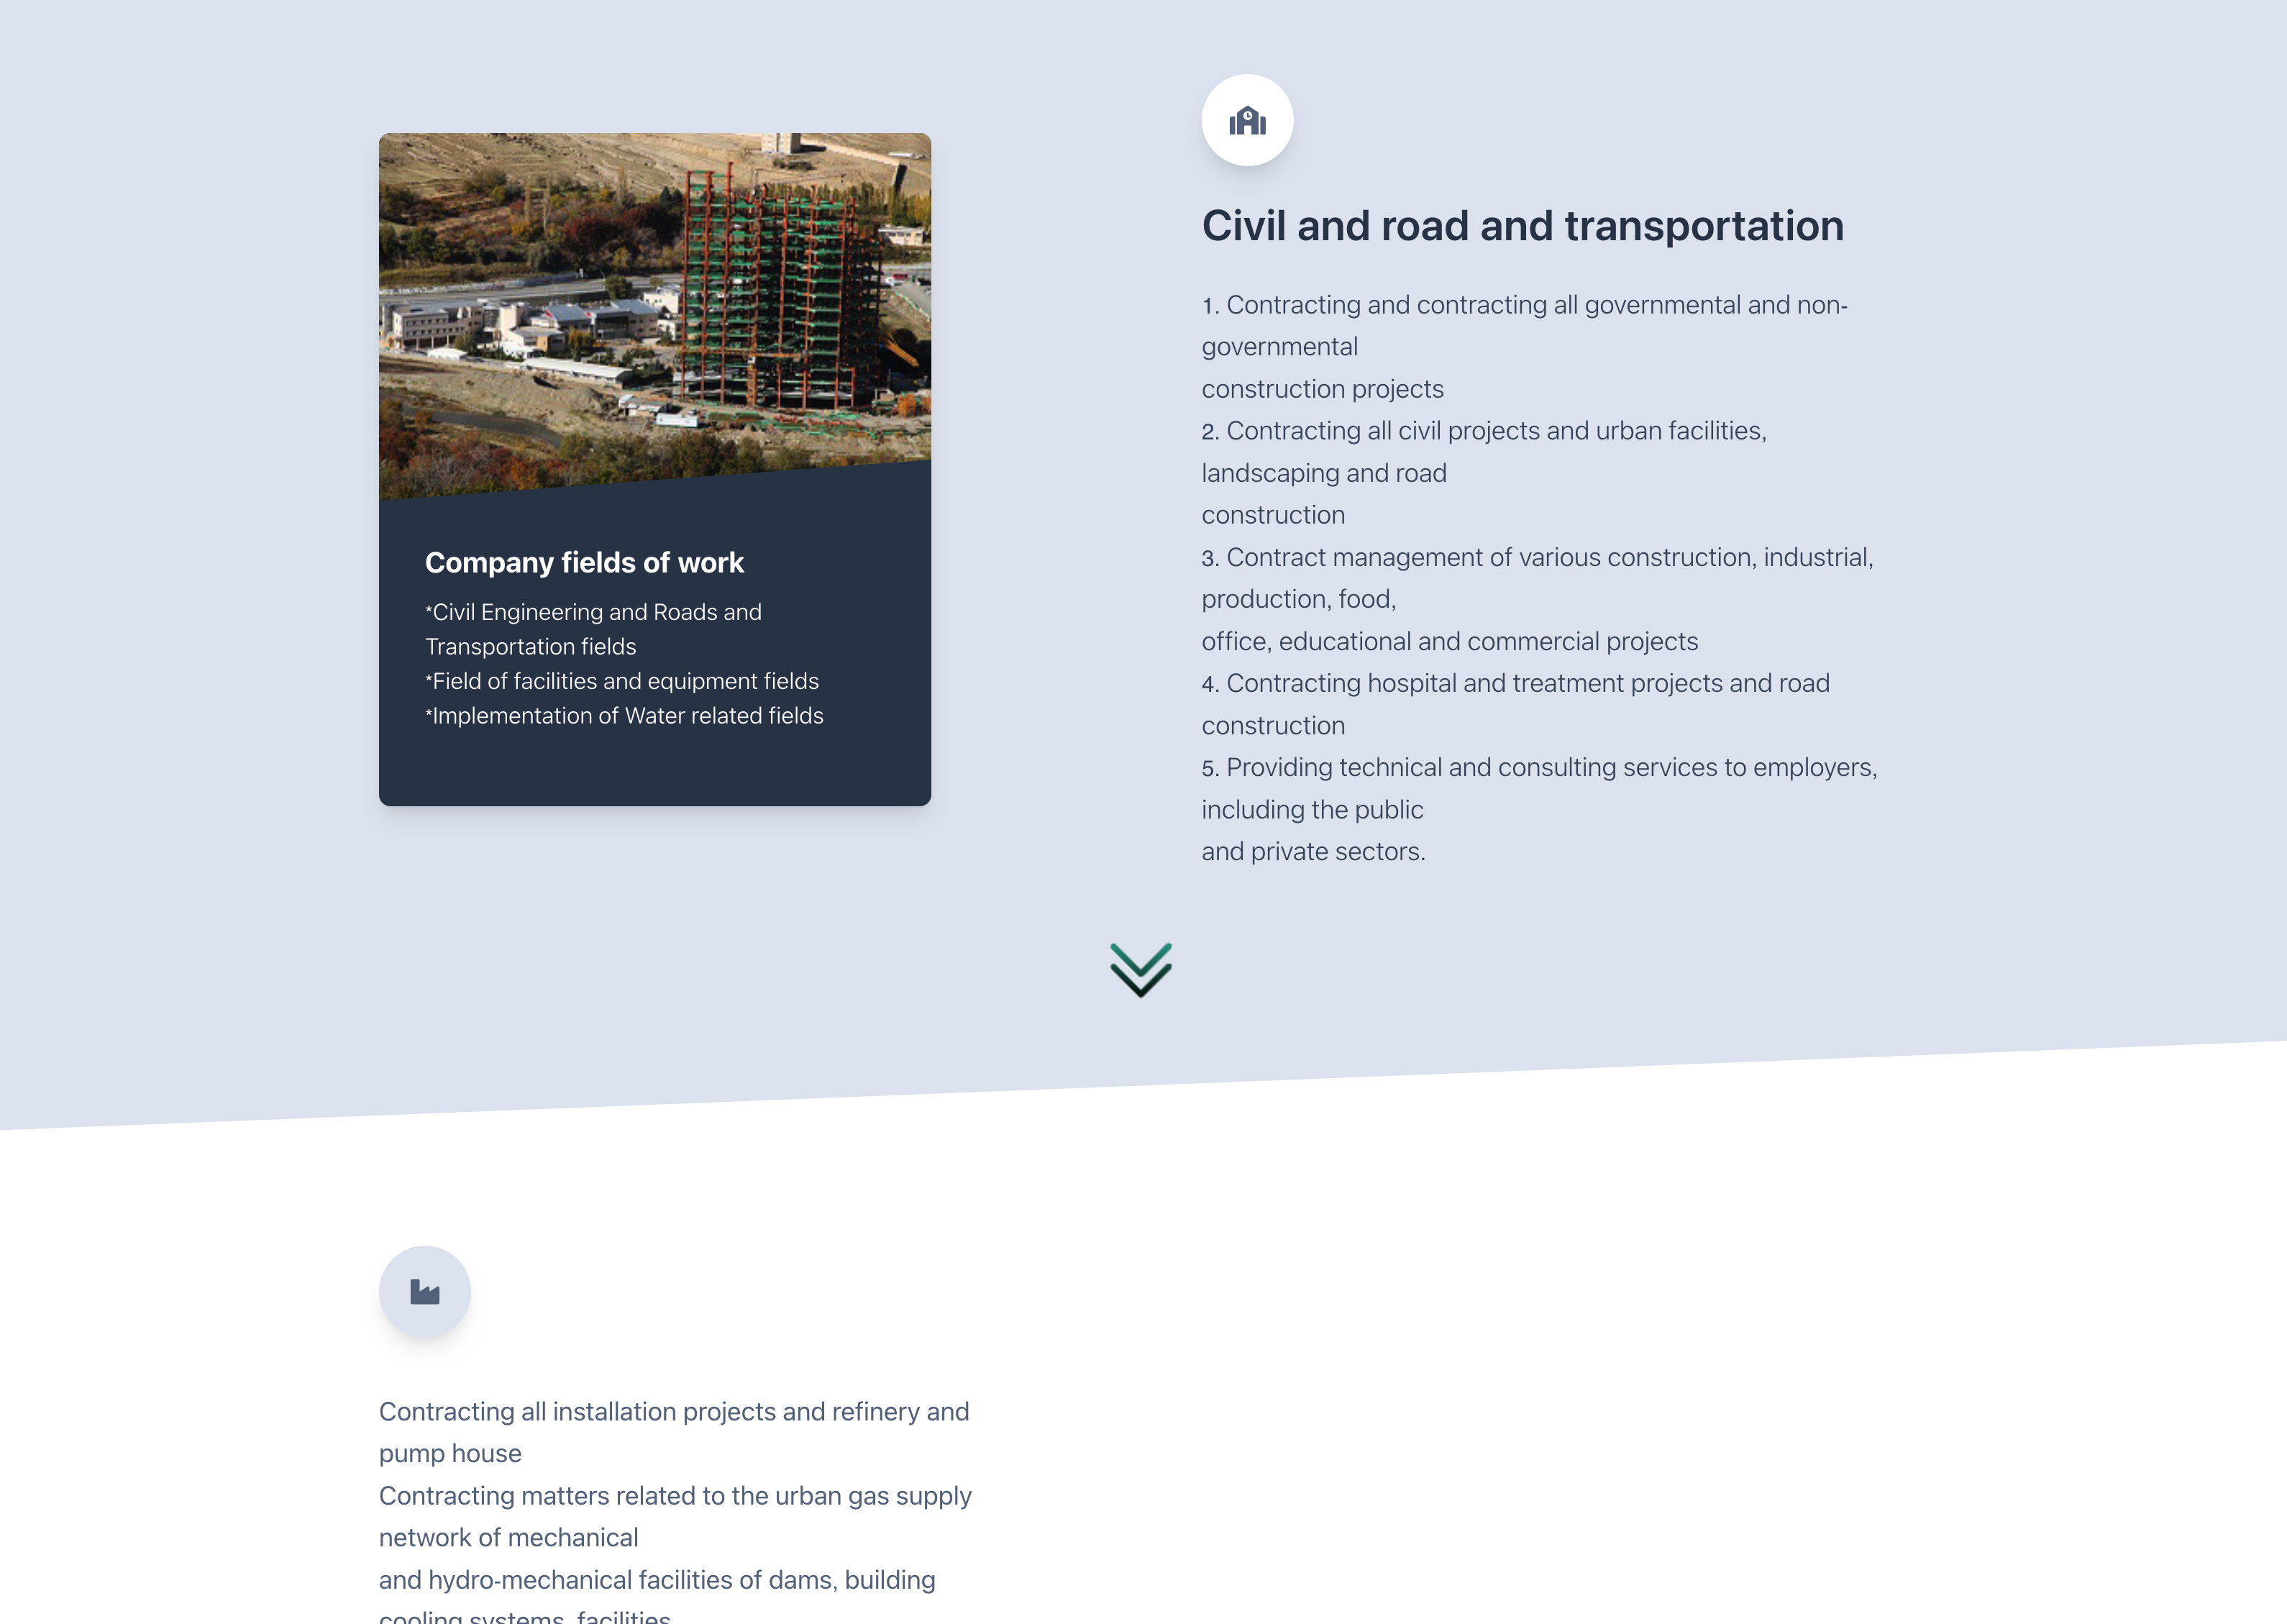 Civil and road and transportation
1. Contracting and contracting all governmental and non-
governmental
construction projects
2. Contracting all civil projects and urban facilities,
landscaping and road
construction
3. Contract management of various construction, industrial,
production, food,
office, educational and commercial projects
4. Contracting hospital and treatment projects and road
construction
5. Providing technical and consulting services to employers,
including the public
and private sectors.
Company fields of work
*Civil Engineering and Roads and
Transportation fields
*Field of facilities and equipment fields
*Implementation of Water related fields
Contracting all installation projects and refinery and
pump house
Contracting matters related to the urban gas supply
network of mechanical
and hydro-mechanical facilities of dams, building
cooling systems, facilities